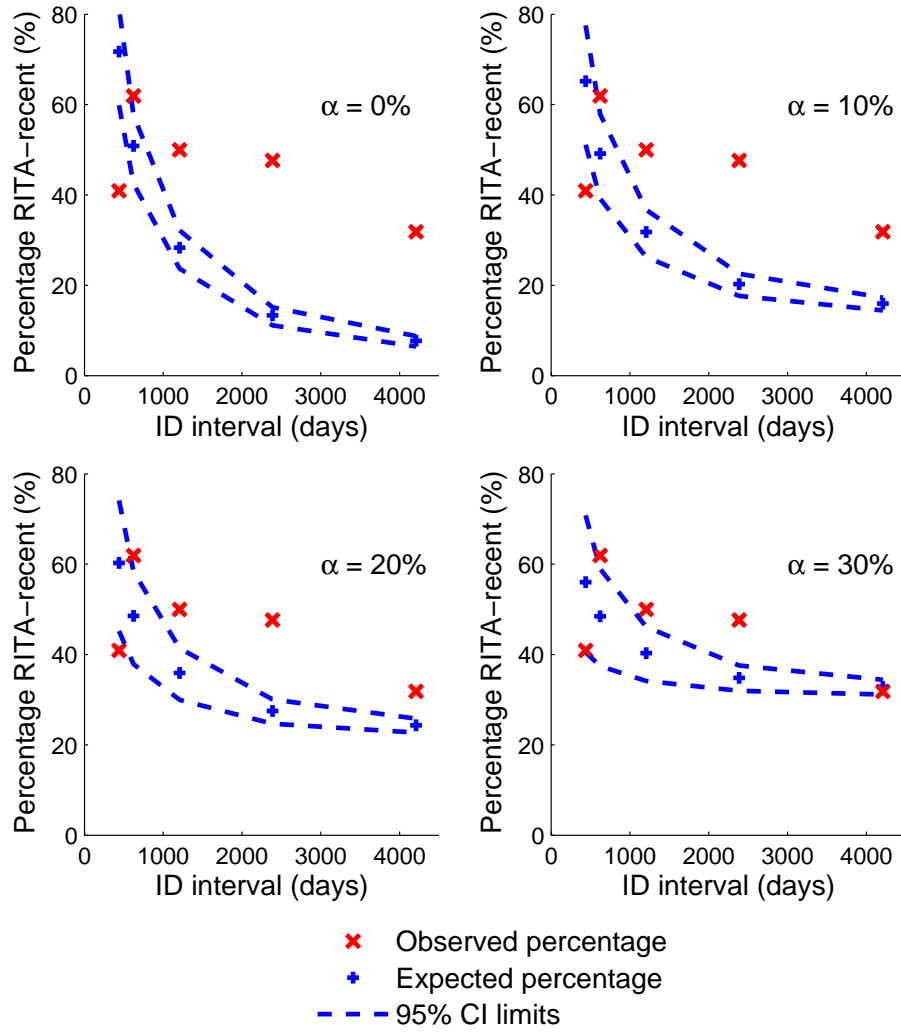 Percentage RITA−recent (%)
80
60
40
20
0
α = 0%
0 1000 2000 3000 4000
ID interval (days)
Percentage RITA−recent (%)
80
60
40
20
0
α = 10%
0 1000 2000 3000 4000
ID interval (days)
Percentage RITA−recent (%)
80
60
40
20
0
α = 20%
0 1000 2000 3000 4000
ID interval (days)
Percentage RITA−recent (%)
80
60
40
20
0
α = 30%
0 1000 2000 3000 4000
ID interval (days)
Observed percentage
Expected percentage
95% CI limits